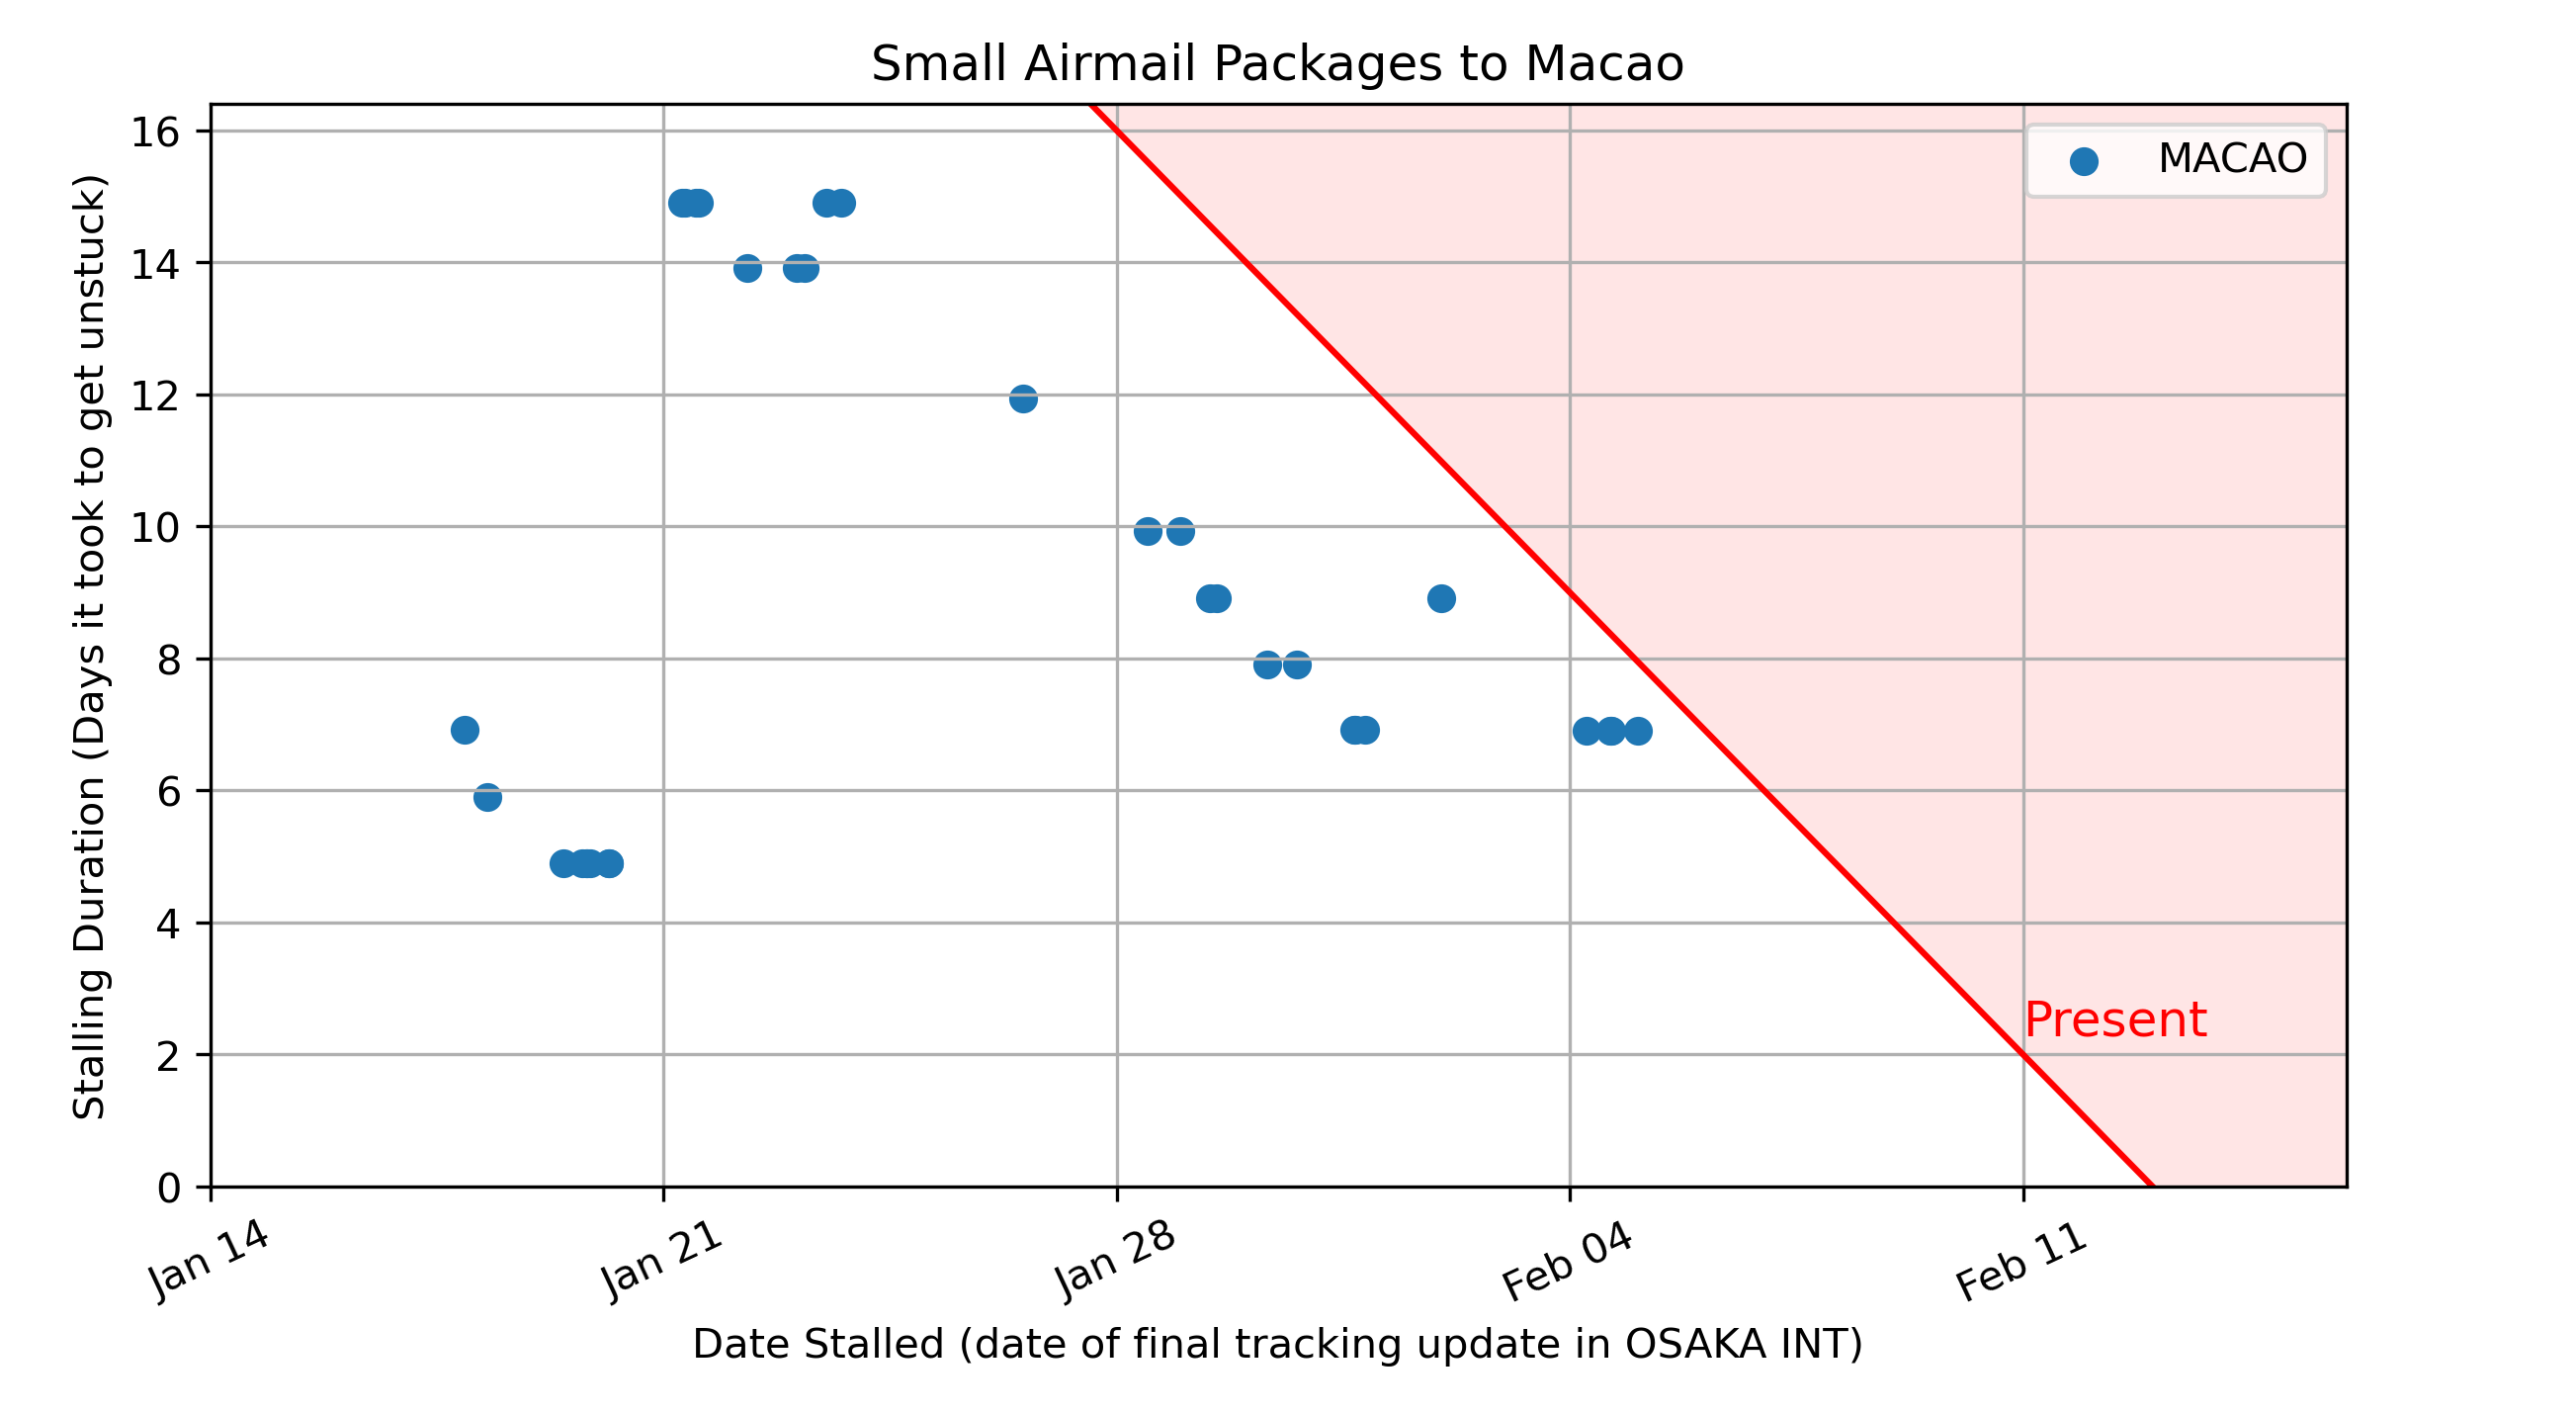 Small Airmail Packages to Macao
MACAO
16
14
12
10
8
6
4
2
0
Stalling Duration (Days it took to get unstuck)
Present
Jan 14
Jan 21
Jan 28
Feb 04
Feb 11
Date Stalled (date of final tracking update in OSAKA INT)